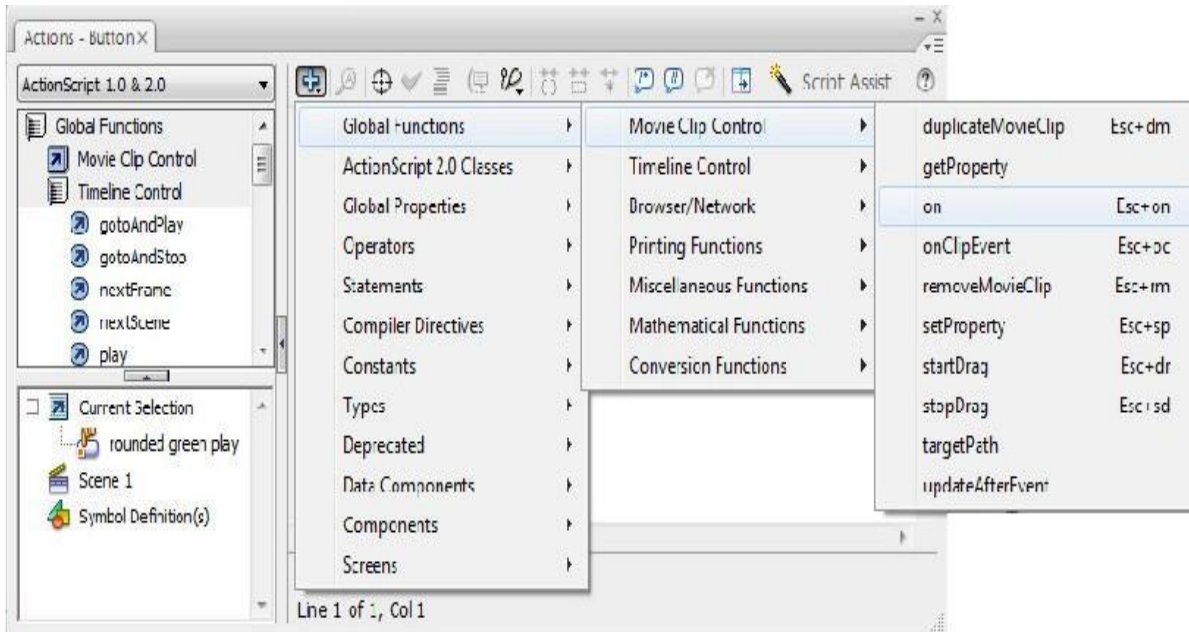 Actions - Button X
ActionScript 1.0 & 2.0
Script Assist
Global Functions
Movie Clip Control
Timeline Control
gotoAndPlay
gotoAndStop
nextFrame
nextScene
play
Current Selection
rounded green play
Scene 1
Symbol Definition(s)
Global Functions
ActionScript 2.0 Classes
Global Properties
Operators
Statements
Compiler Directives
Constants
Types
Deprecated
Data Components
Components
Screens
Movie Clip Control
Timeline Control
Browser/Network
Printing Functions
Miscellaneous Functions
Mathematical Functions
Conversion Functions
duplicateMovieClip Esc+dm
getProperty
on Esc+on
onClipEvent Esc+oc
removeMovieClip Esc+rm
setProperty Esc+sp
startDrag Esc+dr
stopDrag Esc+sd
targetPath
updateAfterEvent
Line 1 of 1, Col 1